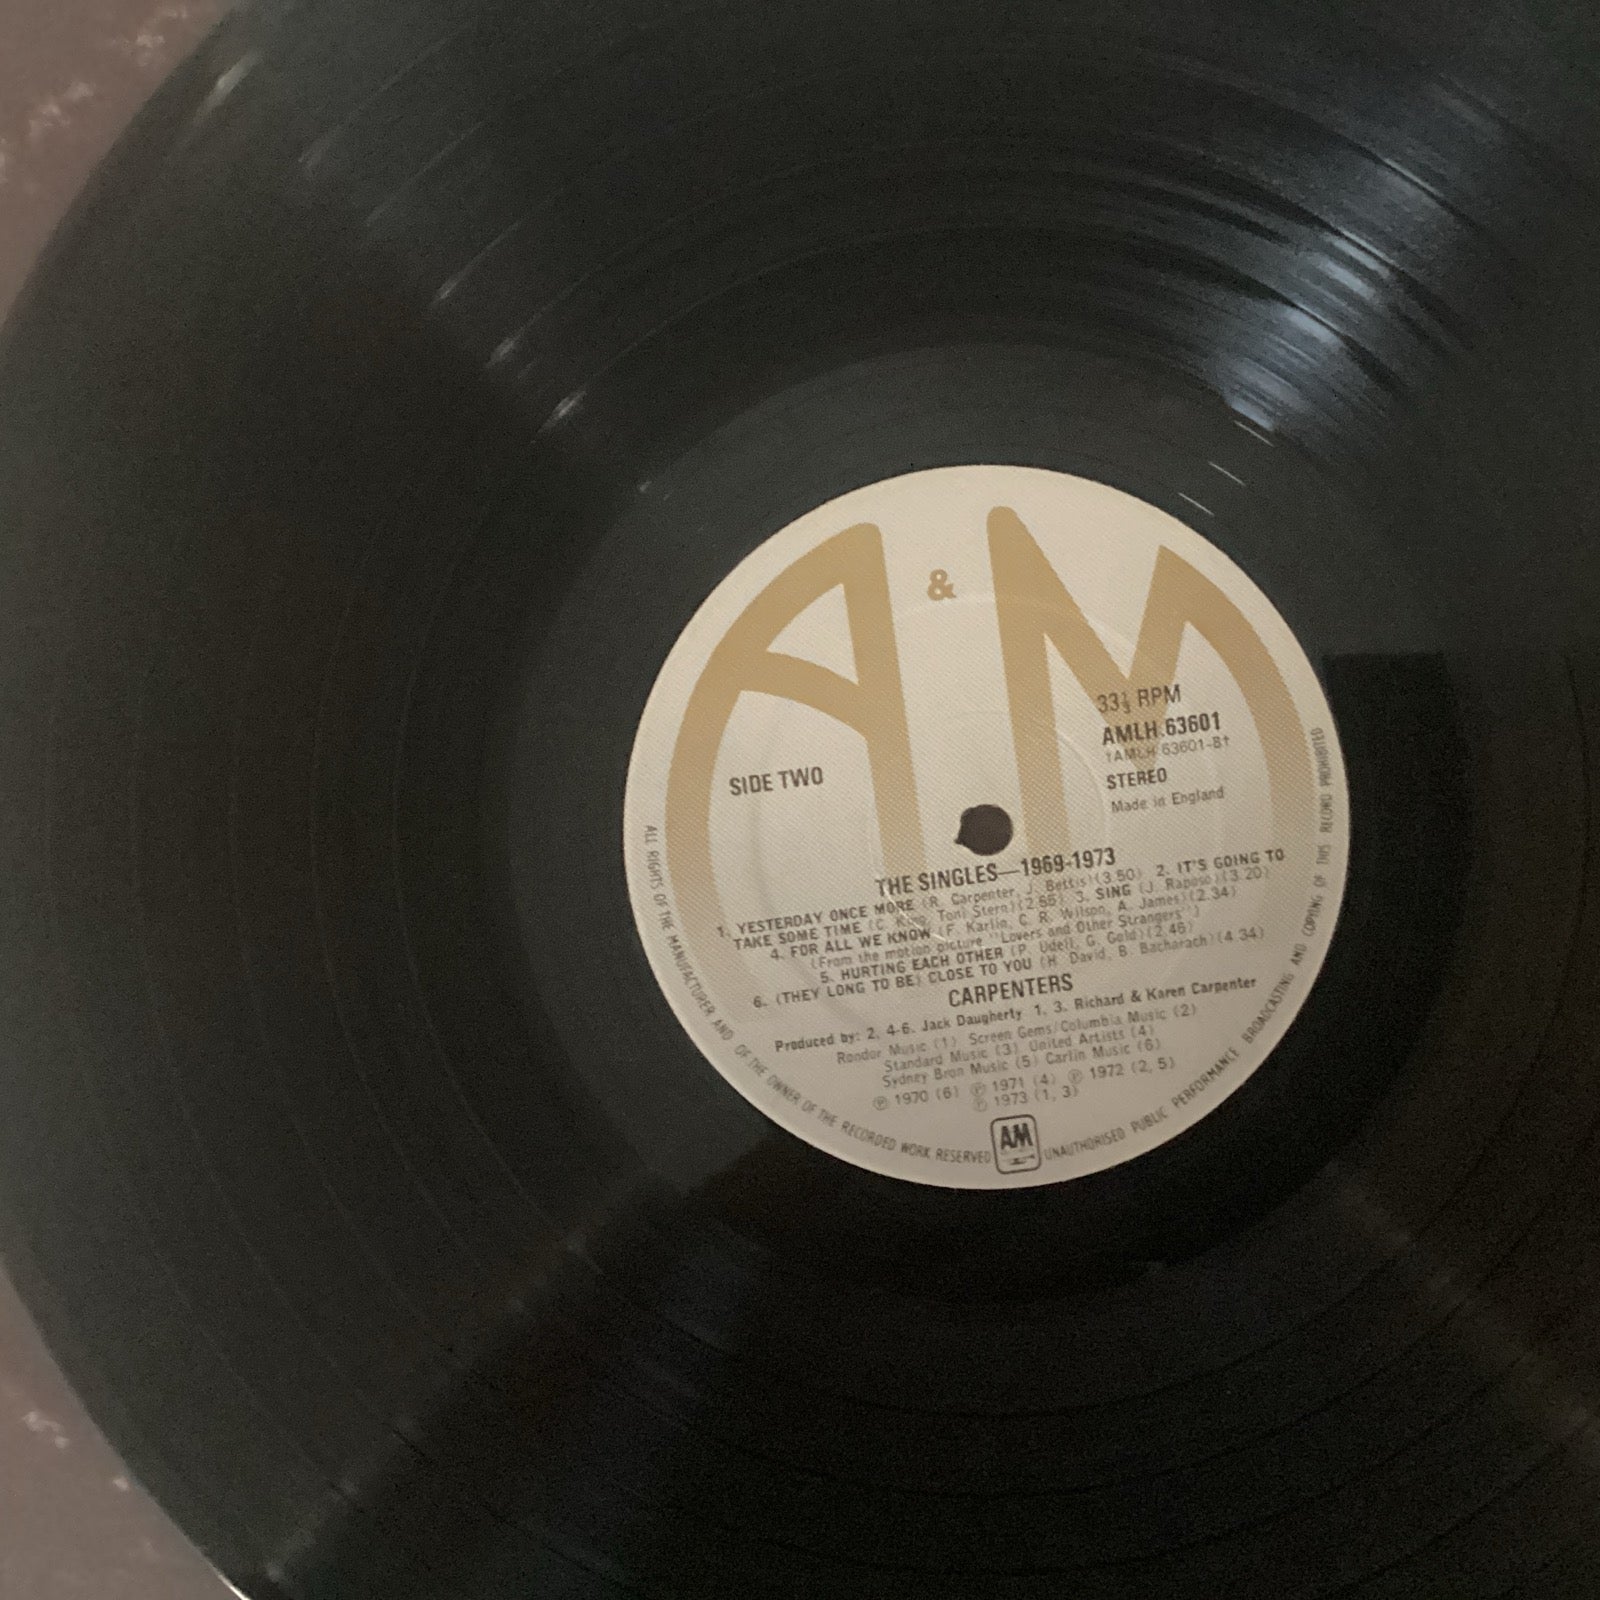 A & M
33⅓ RPM
AMLH.63601
†AMLH 63601-B†
SIDE TWO
STEREO
Made in England
THE SINGLES—1969-1973
1. YESTERDAY ONCE MORE (R. Carpenter, J. Bettis) (3.50) 2. IT'S GOING TO
TAKE SOME TIME (C. King, Toni Stern) (2.55) 3. SING (J. Raposo) (3.20)
4. FOR ALL WE KNOW (F. Karlin, C. R. Wilson, A. James) (2.34)
(From the motion picture "Lovers and Other Strangers")
5. HURTING EACH OTHER (P. Udell, G. Gold) (2.46)
6. (THEY LONG TO BE) CLOSE TO YOU (H. David, B. Bacharach) (4.34)
CARPENTERS
Produced by: 2, 4-6. Jack Daugherty 1, 3. Richard & Karen Carpenter
Rondor Music (1) Screen Gems/Columbia Music (2)
Standard Music (3) United Artists (4)
Sydney Bron Music (5) Carlin Music (6)
℗ 1970 (6) ℗ 1971 (4) ℗ 1972 (2, 5)
℗ 1973 (1, 3)
AM
ALL RIGHTS OF THE MANUFACTURER AND OF THE OWNER OF THE RECORDED WORK RESERVED
UNAUTHORISED PUBLIC PERFORMANCE BROADCASTING AND COPYING OF THIS RECORD PROHIBITED